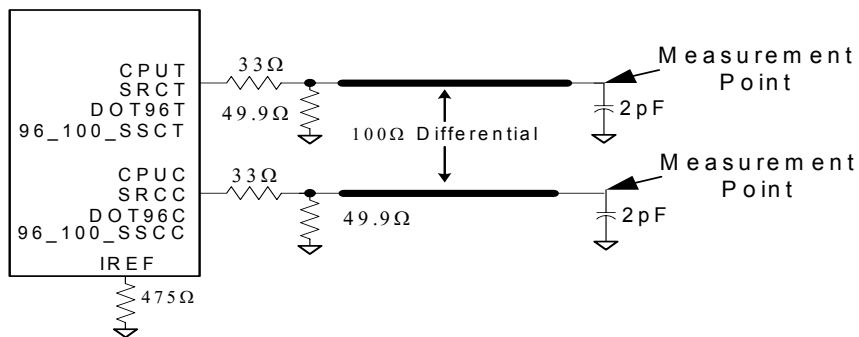 CPUT
SRCT
DOT96T
96_100_SSCT
CPUC
SRCC
DOT96C
96_100_SSCC
IREF
33Ω
49.9Ω
33Ω
49.9Ω
475Ω
100Ω Differential
Measurement
Point
2pF
Measurement
Point
2pF